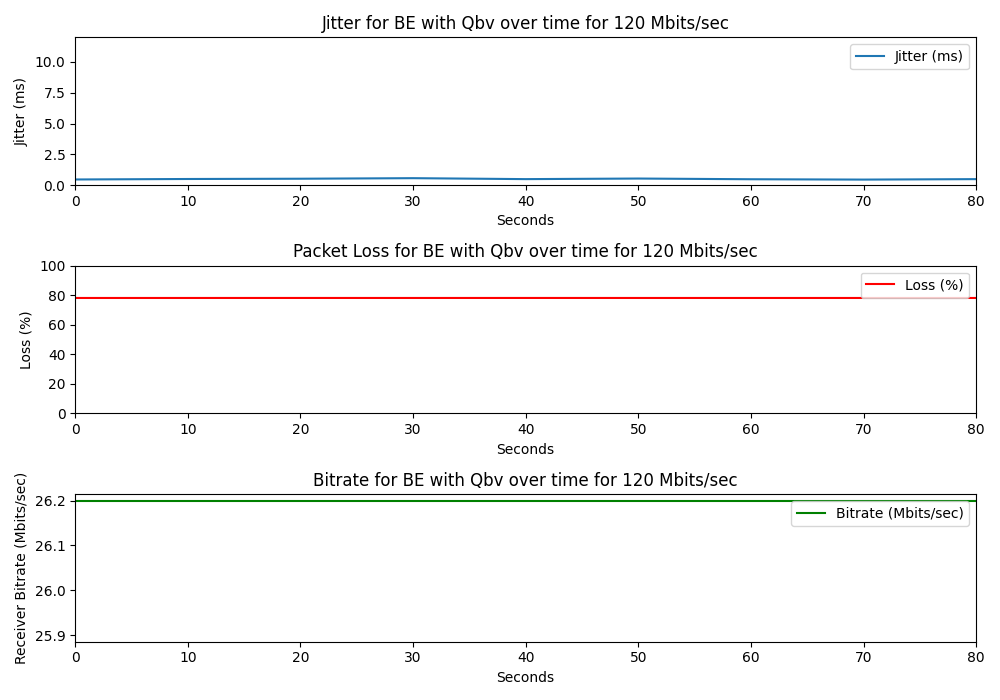 Jitter for BE with Qbv over time for 120 Mbits/sec
Jitter (ms)
10.0
7.5
5.0
2.5
0.0
Jitter (ms)
0 10 20 30 40 50 60 70 80
Seconds
Packet Loss for BE with Qbv over time for 120 Mbits/sec
Loss (%)
100
80
60
40
20
0
Loss (%)
0 10 20 30 40 50 60 70 80
Seconds
Bitrate for BE with Qbv over time for 120 Mbits/sec
Receiver Bitrate (Mbits/sec)
26.2
26.1
26.0
25.9
Bitrate (Mbits/sec)
0 10 20 30 40 50 60 70 80
Seconds